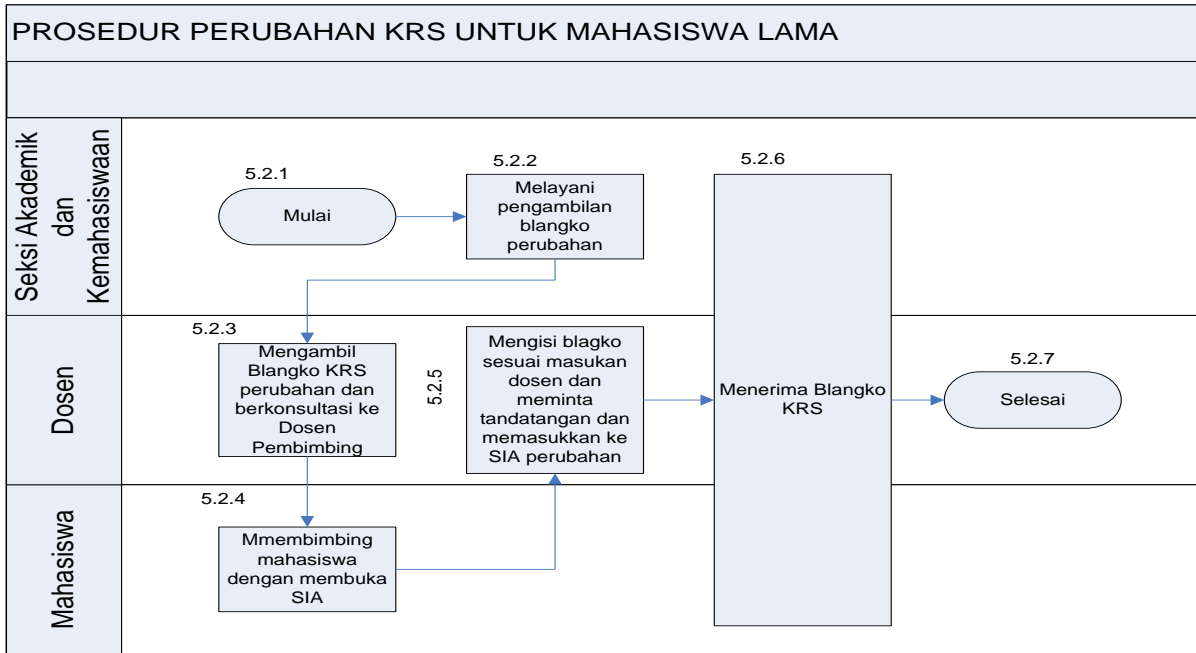 PROSEDUR PERUBAHAN KRS UNTUK MAHASISWA LAMA
Seksi Akademik
dan
Kemahasiswaan
5.2.1
Mulai
5.2.2
Melayani
pengambilan
blangko
perubahan
5.2.6
Menerima Blangko
KRS
Dosen
5.2.3
Mengambil
Blangko KRS
perubahan dan
berkonsultasi ke
Dosen
Pembimbing
5.2.5
Mengisi blagko
sesuai masukan
dosen dan
meminta
tandatangan dan
memasukkan ke
SIA perubahan
5.2.7
Selesai
Mahasiswa
5.2.4
Mmembimbing
mahasiswa
dengan membuka
SIA